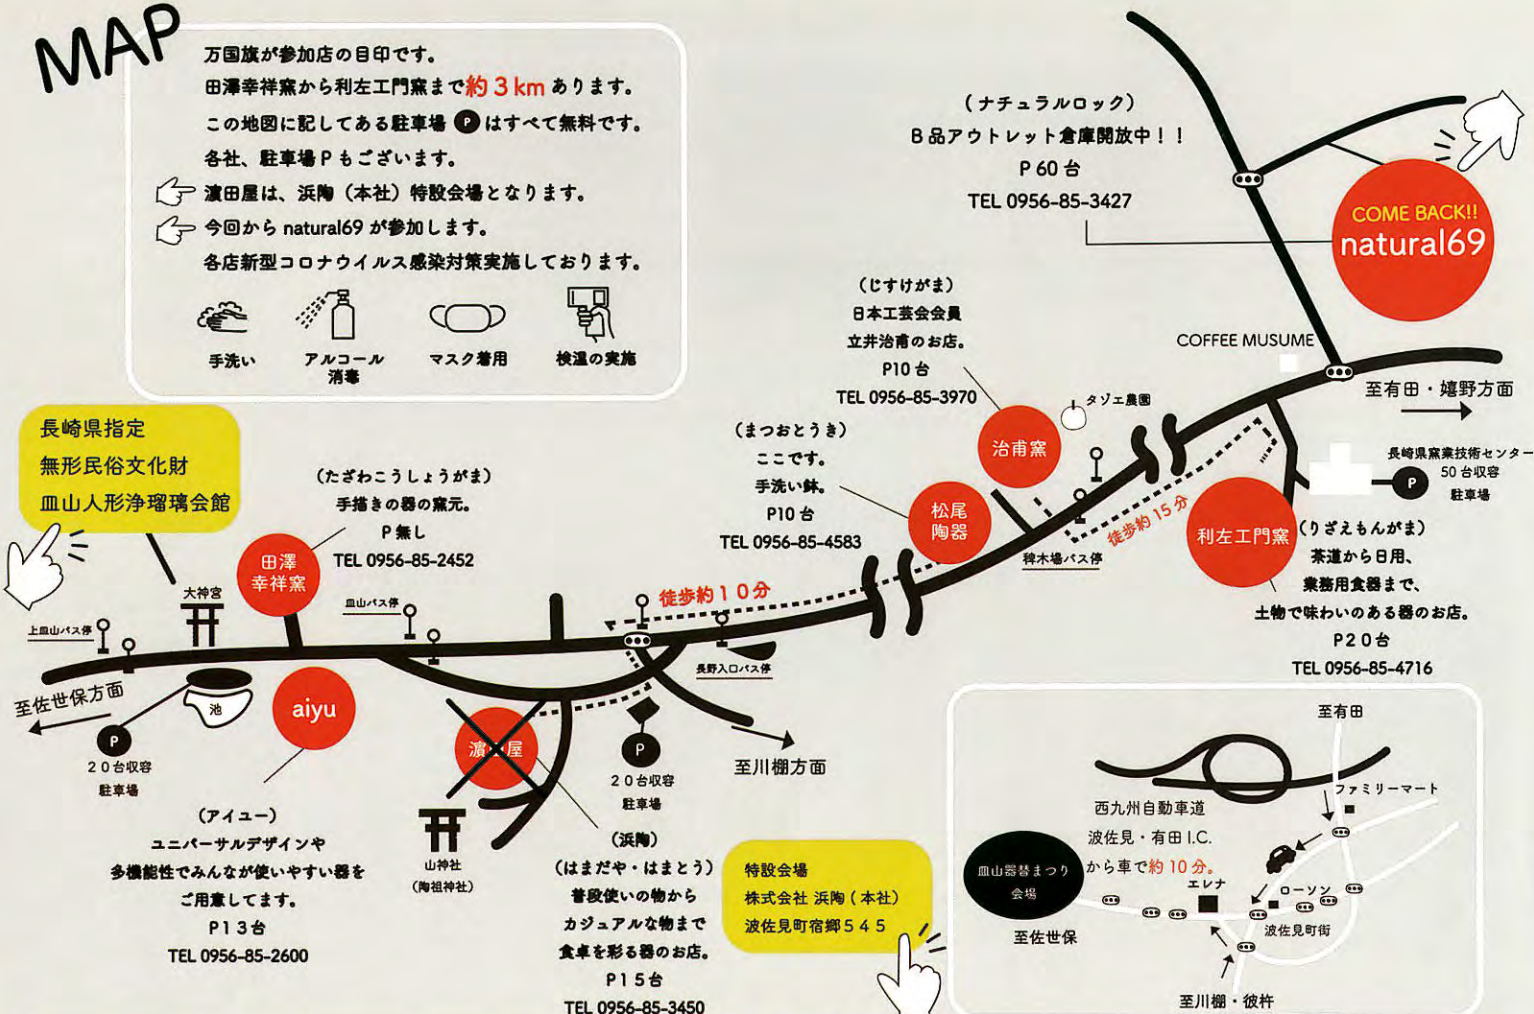 MAP
万国旗が参加店の目印です。
田澤幸祥窯から利左エ門窯まで約3kmあります。
この地図に記してある駐車場 P はすべて無料です。
各社、駐車場Pもございます。
濵田屋は、浜陶（本社）特設会場となります。
今回から natural69 が参加します。
各店新型コロナウイルス感染対策実施しております。
手洗い
アルコール
消毒
マスク着用
検温の実施
（ナチュラルロック）
B品アウトレット倉庫開放中！！
P 60台
TEL 0956-85-3427
COME BACK!!
natural69
（じすけがま）
日本工芸会会員
立井治甫のお店。
P10台
TEL 0956-85-3970
COFFEE MUSUME
至有田・嬉野方面
タゾエ農園
治甫窯
（まつおとうき）
ここです。
手洗い鉢。
P10台
TEL 0956-85-4583
松尾
陶器
長崎県窯業技術センター
50台収容
駐車場
P
徒歩約15分
稗木場バス停
利左エ門窯
（りざえもんがま）
茶道から日用、
業務用食器まで、
土物で味わいのある器のお店。
P20台
TEL 0956-85-4716
長崎県指定
無形民俗文化財
皿山人形浄瑠璃会館
（たざわこうしょうがま）
手描きの器の窯元。
P無し
TEL 0956-85-2452
田澤
幸祥窯
大神宮
上皿山バス停
皿山バス停
徒歩約10分
長野入口バス停
至佐世保方面
池
aiyu
P
20台収容
駐車場
濵田屋
P
20台収容
駐車場
至川棚方面
山神社
（陶祖神社）
（アイユー）
ユニバーサルデザインや
多機能性でみんなが使いやすい器を
ご用意してます。
P13台
TEL 0956-85-2600
（浜陶）
（はまだや・はまとう）
普段使いの物から
カジュアルな物まで
食卓を彩る器のお店。
P15台
TEL 0956-85-3450
特設会場
株式会社 浜陶（本社）
波佐見町宿郷545
至有田
ファミリーマート
西九州自動車道
波佐見・有田 I.C.
から車で約10分。
皿山器替まつり
会場
エレナ
ローソン
至佐世保
波佐見町街
至川棚・彼杵